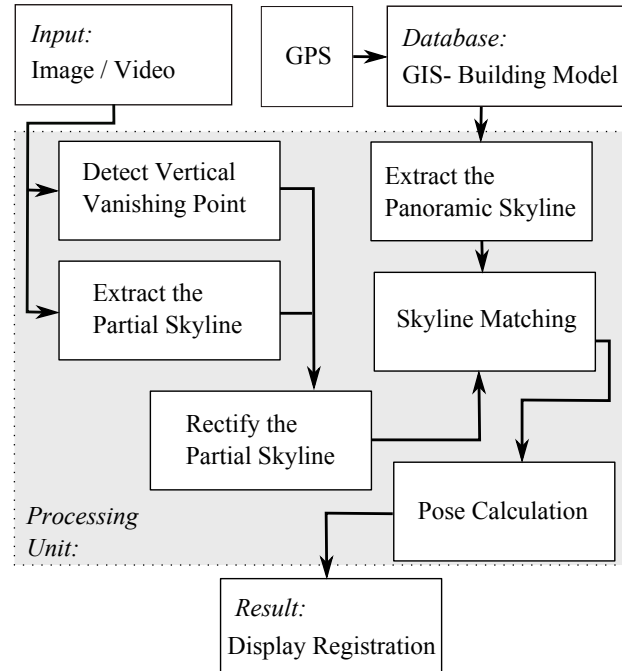 Input:
Image / Video
GPS
Database:
GIS- Building Model
Detect Vertical
Vanishing Point
Extract the
Panoramic Skyline
Extract the
Partial Skyline
Skyline Matching
Rectify the
Partial Skyline
Pose Calculation
Processing
Unit:
Result:
Display Registration